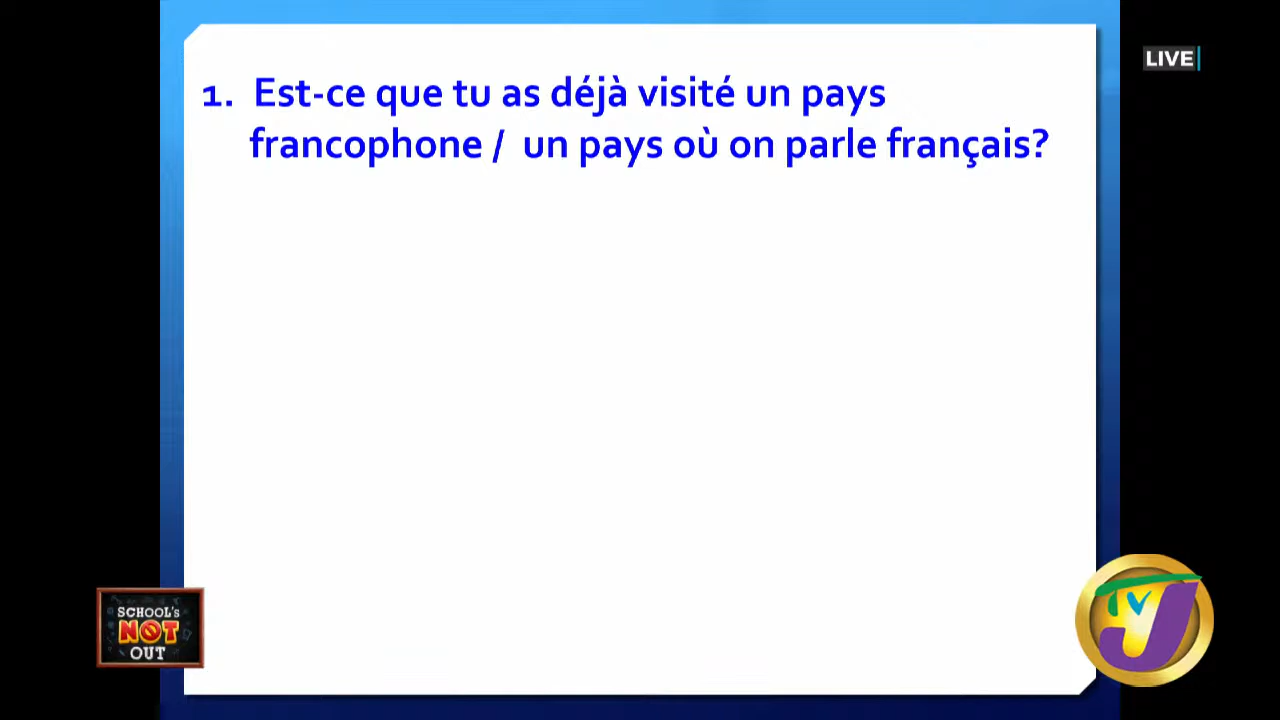 LIVE
1. Est-ce que tu as déjà visité un pays
francophone / un pays où on parle français?
SCHOOL's
NOT
OUT
TVJ